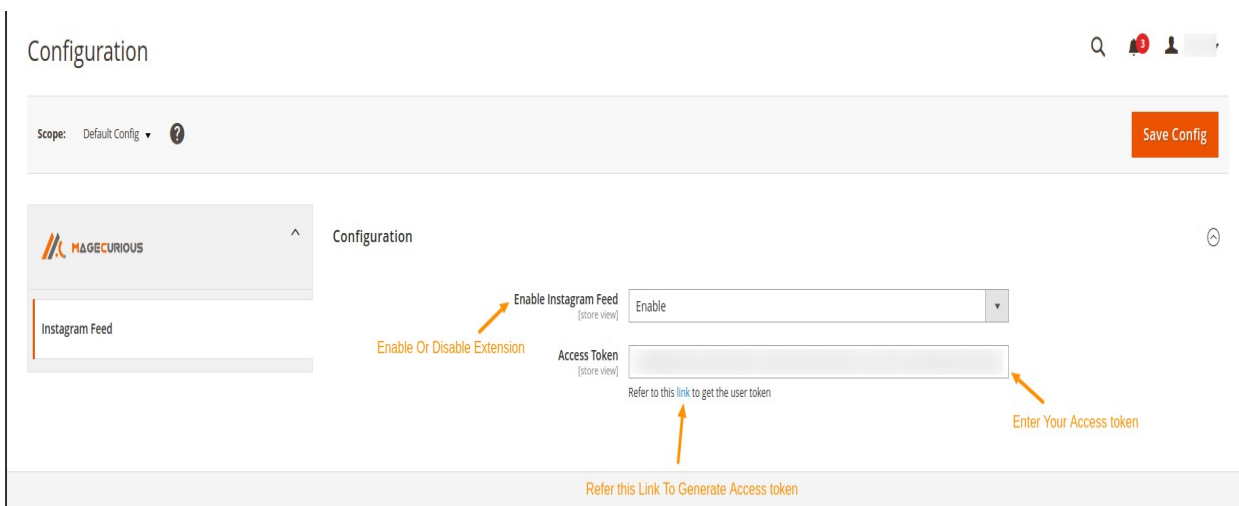 Configuration
3
Scope: Default Config ?
Save Config
MAGECURIOUS
Configuration
Enable Instagram Feed
Enable
[store view]
Instagram Feed
Enable Or Disable Extension
Access Token
[store view]
Refer to this link to get the user token
Enter Your Access token
Refer this Link To Generate Access token